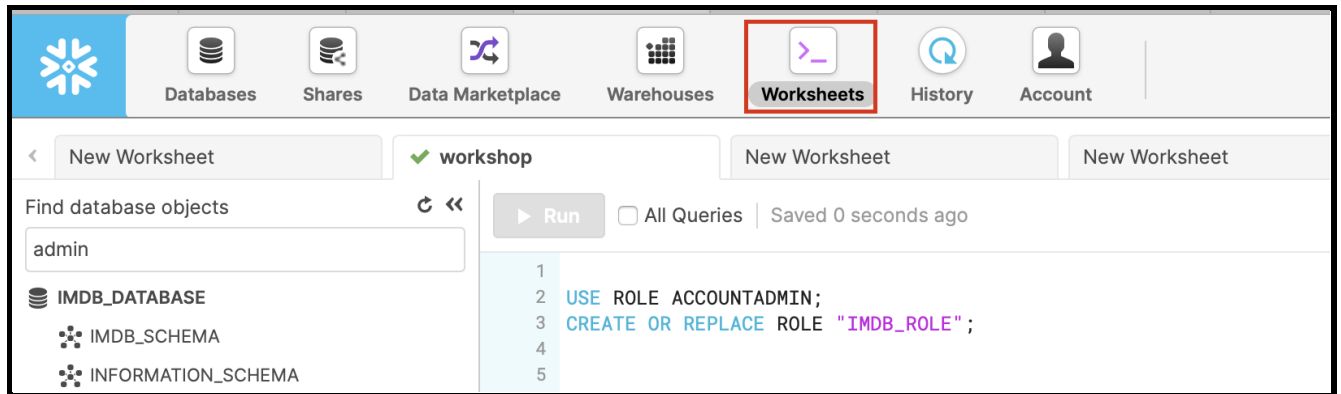 Databases Shares Data Marketplace Warehouses Worksheets History Account
New Worksheet workshop New Worksheet New Worksheet
Find database objects
Run All Queries Saved 0 seconds ago
admin
IMDB_DATABASE
IMDB_SCHEMA
INFORMATION_SCHEMA
1
2 USE ROLE ACCOUNTADMIN;
3 CREATE OR REPLACE ROLE "IMDB_ROLE";
4
5